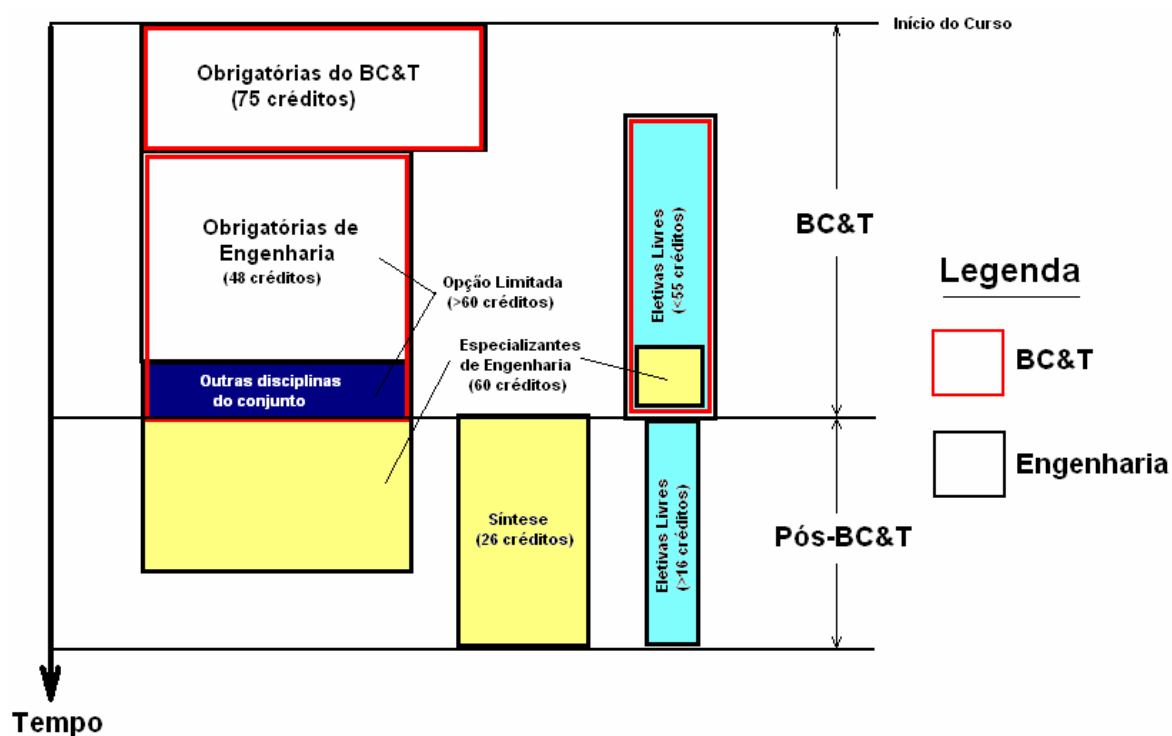 Início do Curso
Obrigatórias do BC&T
(75 créditos)
Obrigatórias de
Engenharia
(48 créditos)
Opção Limitada
(>60 créditos)
Eletivas Livres
(<55 créditos)
BC&T
Legenda
BC&T
Engenharia
Especializantes
de Engenharia
(60 créditos)
Outras disciplinas
do conjunto
Síntese
(26 créditos)
Eletivas Livres
(>16 créditos)
Pós-BC&T
Tempo